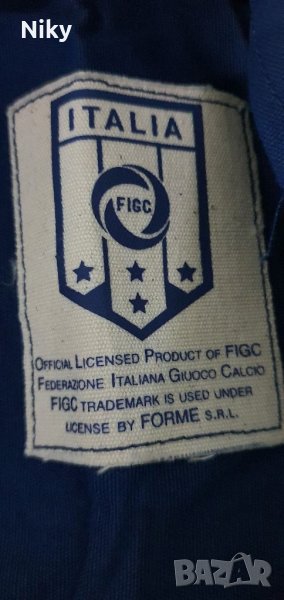 Niky
ITALIA
FIGC
OFFICIAL LICENSED PRODUCT OF FIGC
FEDERAZIONE ITALIANA GIUOCO CALCIO
FIGC TRADEMARK IS USED UNDER
LICENSE BY FORME S.R.L.
BAZAR